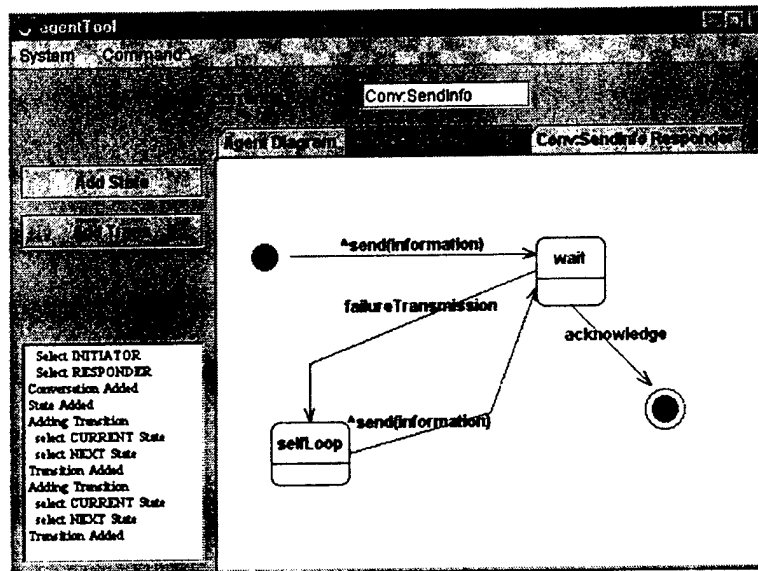 agentTool
System Command
Conv:SendInfo
Agent Diagram
Conv:SendInfo Responder
Add State
^send(information)
wait
failureTransmission
acknowledge
^send(information)
selfLoop
Select INITIATOR
Select RESPONDER
Conversation Added
State Added
Adding Transition
select CURRENT State
select NEXT State
Transition Added
Adding Transition
select CURRENT State
select NEXT State
Transition Added